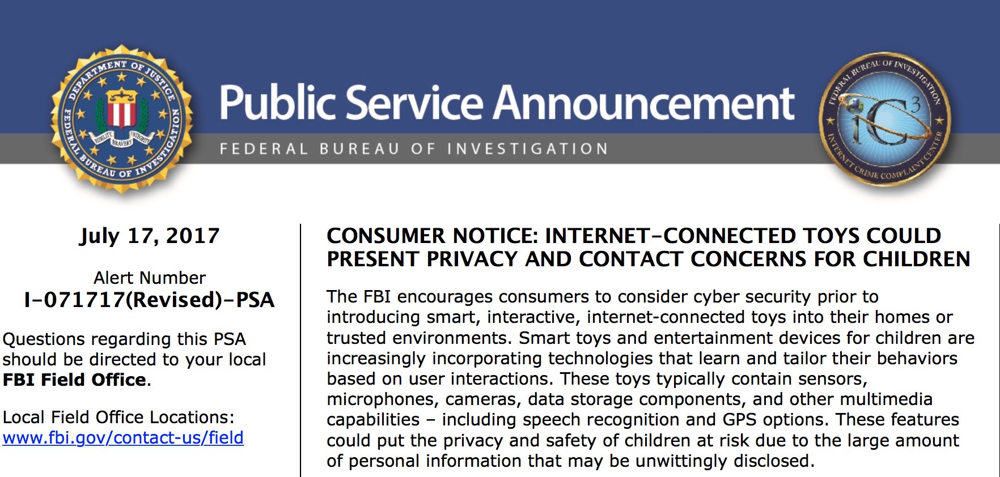 Public Service Announcement
FEDERAL BUREAU OF INVESTIGATION
DEPARTMENT OF JUSTICE
FEDERAL BUREAU OF INVESTIGATION
FIDELITY BRAVERY INTEGRITY
FEDERAL BUREAU OF INVESTIGATION
IC3
INTERNET CRIME COMPLAINT CENTER
July 17, 2017
Alert Number
I-071717(Revised)-PSA
Questions regarding this PSA
should be directed to your local
FBI Field Office.
Local Field Office Locations:
www.fbi.gov/contact-us/field
CONSUMER NOTICE: INTERNET-CONNECTED TOYS COULD
PRESENT PRIVACY AND CONTACT CONCERNS FOR CHILDREN
The FBI encourages consumers to consider cyber security prior to
introducing smart, interactive, internet-connected toys into their homes or
trusted environments. Smart toys and entertainment devices for children are
increasingly incorporating technologies that learn and tailor their behaviors
based on user interactions. These toys typically contain sensors,
microphones, cameras, data storage components, and other multimedia
capabilities – including speech recognition and GPS options. These features
could put the privacy and safety of children at risk due to the large amount
of personal information that may be unwittingly disclosed.